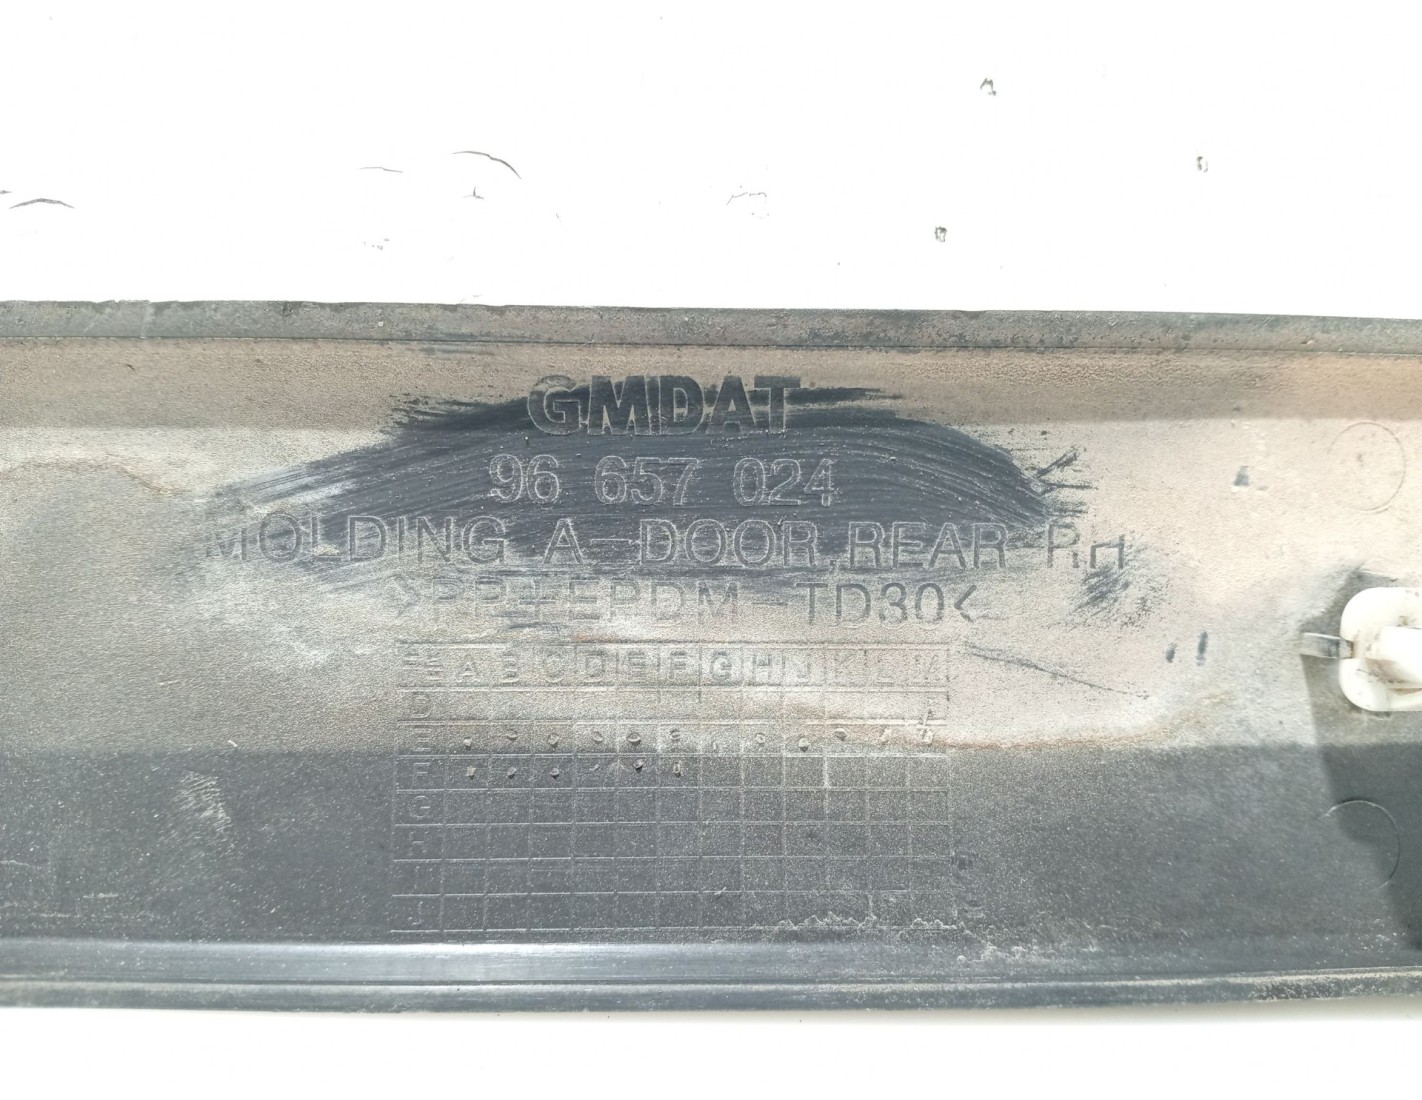 GMDAT
96 657 024
MOLDING A-DOOR,REAR RH
>PP+EPDM-TD30<
A B C D E F G H J K L M
D
E
F
G
H
I
J